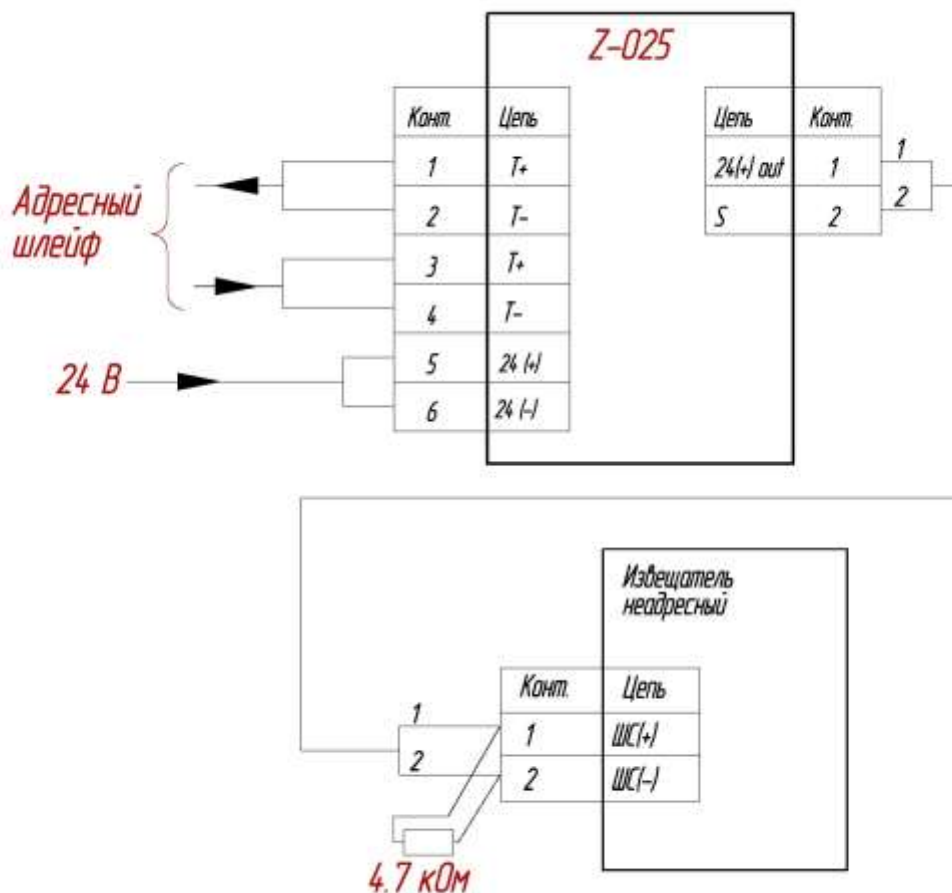 Z-025
Конт. Цепь
1 Т+
2 Т-
3 Т+
4 Т-
5 24 (+)
6 24 (-)
Цепь Конт.
24(+) out 1
S 2
1
2
Адресный
шлейф
24 В
Извещатель
неадресный
Конт. Цепь
1 ШС(+)
2 ШС(-)
1
2
4.7 кОм